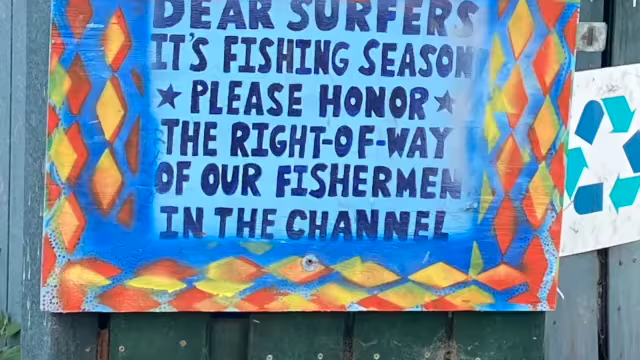 DEAR SURFERS
IT'S FISHING SEASON
★ PLEASE HONOR ★
THE RIGHT-OF-WAY
OF OUR FISHERMEN
IN THE CHANNEL